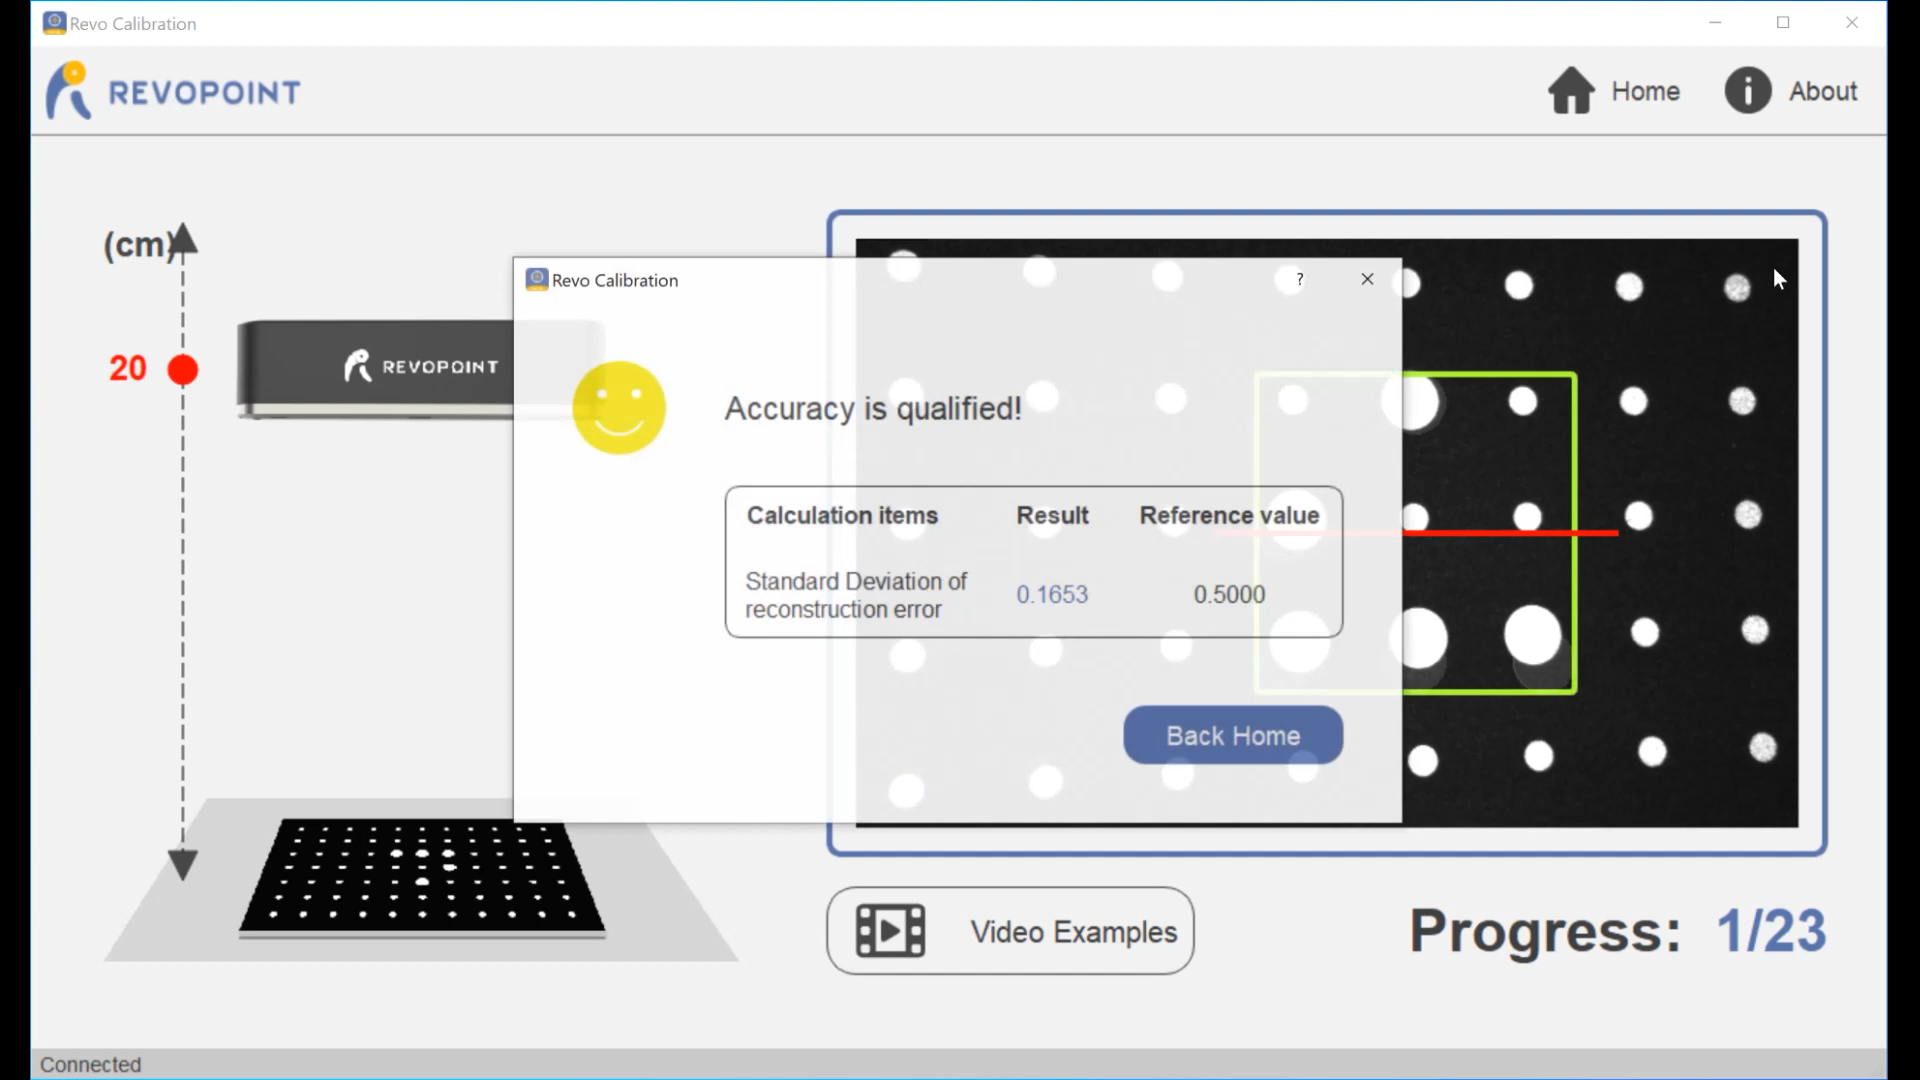 Revo Calibration
REVOPOINT
Home
About
(cm)
20
REVOPOINT
Revo Calibration
?
Accuracy is qualified!
Calculation items Result Reference value
Standard Deviation of
reconstruction error
0.1653
0.5000
Back Home
Video Examples
Progress: 1/23
Connected